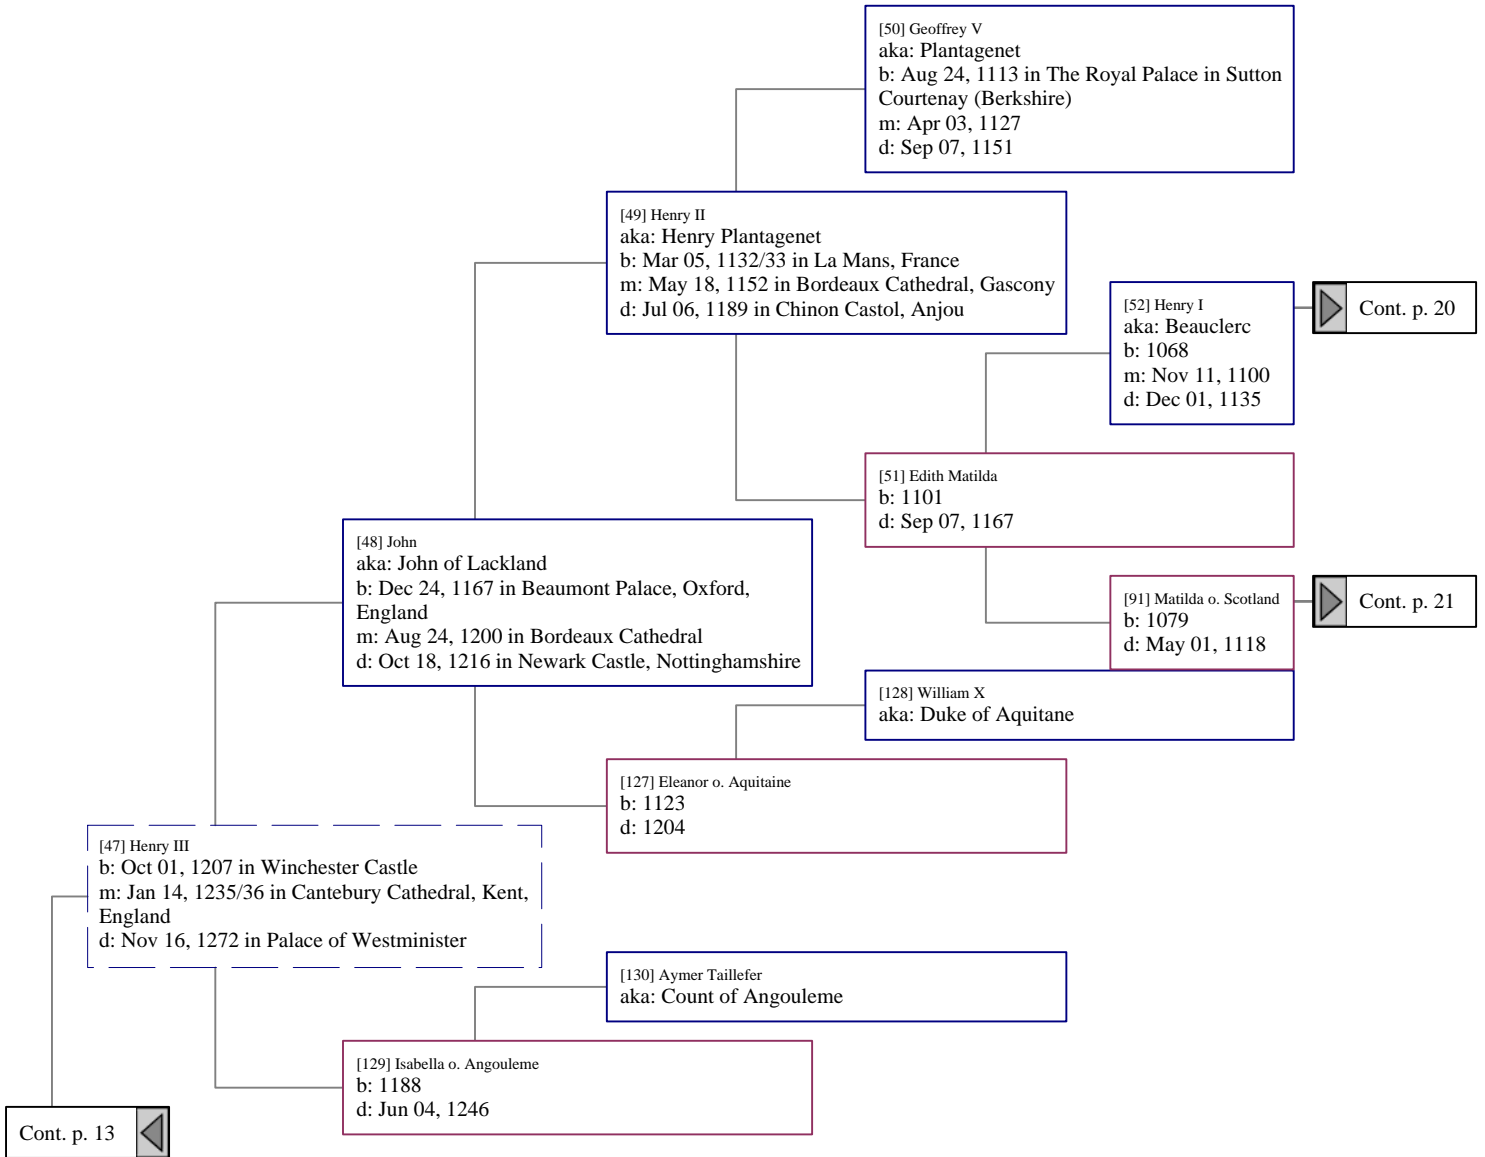 [50] Geoffrey V
aka: Plantagenet
b: Aug 24, 1113 in The Royal Palace in Sutton
Courtenay (Berkshire)
m: Apr 03, 1127
d: Sep 07, 1151
[49] Henry II
aka: Henry Plantagenet
b: Mar 05, 1132/33 in La Mans, France
m: May 18, 1152 in Bordeaux Cathedral, Gascony
d: Jul 06, 1189 in Chinon Castol, Anjou
[52] Henry I
aka: Beauclerc
b: 1068
m: Nov 11, 1100
d: Dec 01, 1135
Cont. p. 20
[51] Edith Matilda
b: 1101
d: Sep 07, 1167
[48] John
aka: John of Lackland
b: Dec 24, 1167 in Beaumont Palace, Oxford,
England
m: Aug 24, 1200 in Bordeaux Cathedral
d: Oct 18, 1216 in Newark Castle, Nottinghamshire
[91] Matilda o. Scotland
b: 1079
d: May 01, 1118
Cont. p. 21
[128] William X
aka: Duke of Aquitane
[127] Eleanor o. Aquitaine
b: 1123
d: 1204
[47] Henry III
b: Oct 01, 1207 in Winchester Castle
m: Jan 14, 1235/36 in Cantebury Cathedral, Kent,
England
d: Nov 16, 1272 in Palace of Westminister
[130] Aymer Taillefer
aka: Count of Angouleme
[129] Isabella o. Angouleme
b: 1188
d: Jun 04, 1246
Cont. p. 13